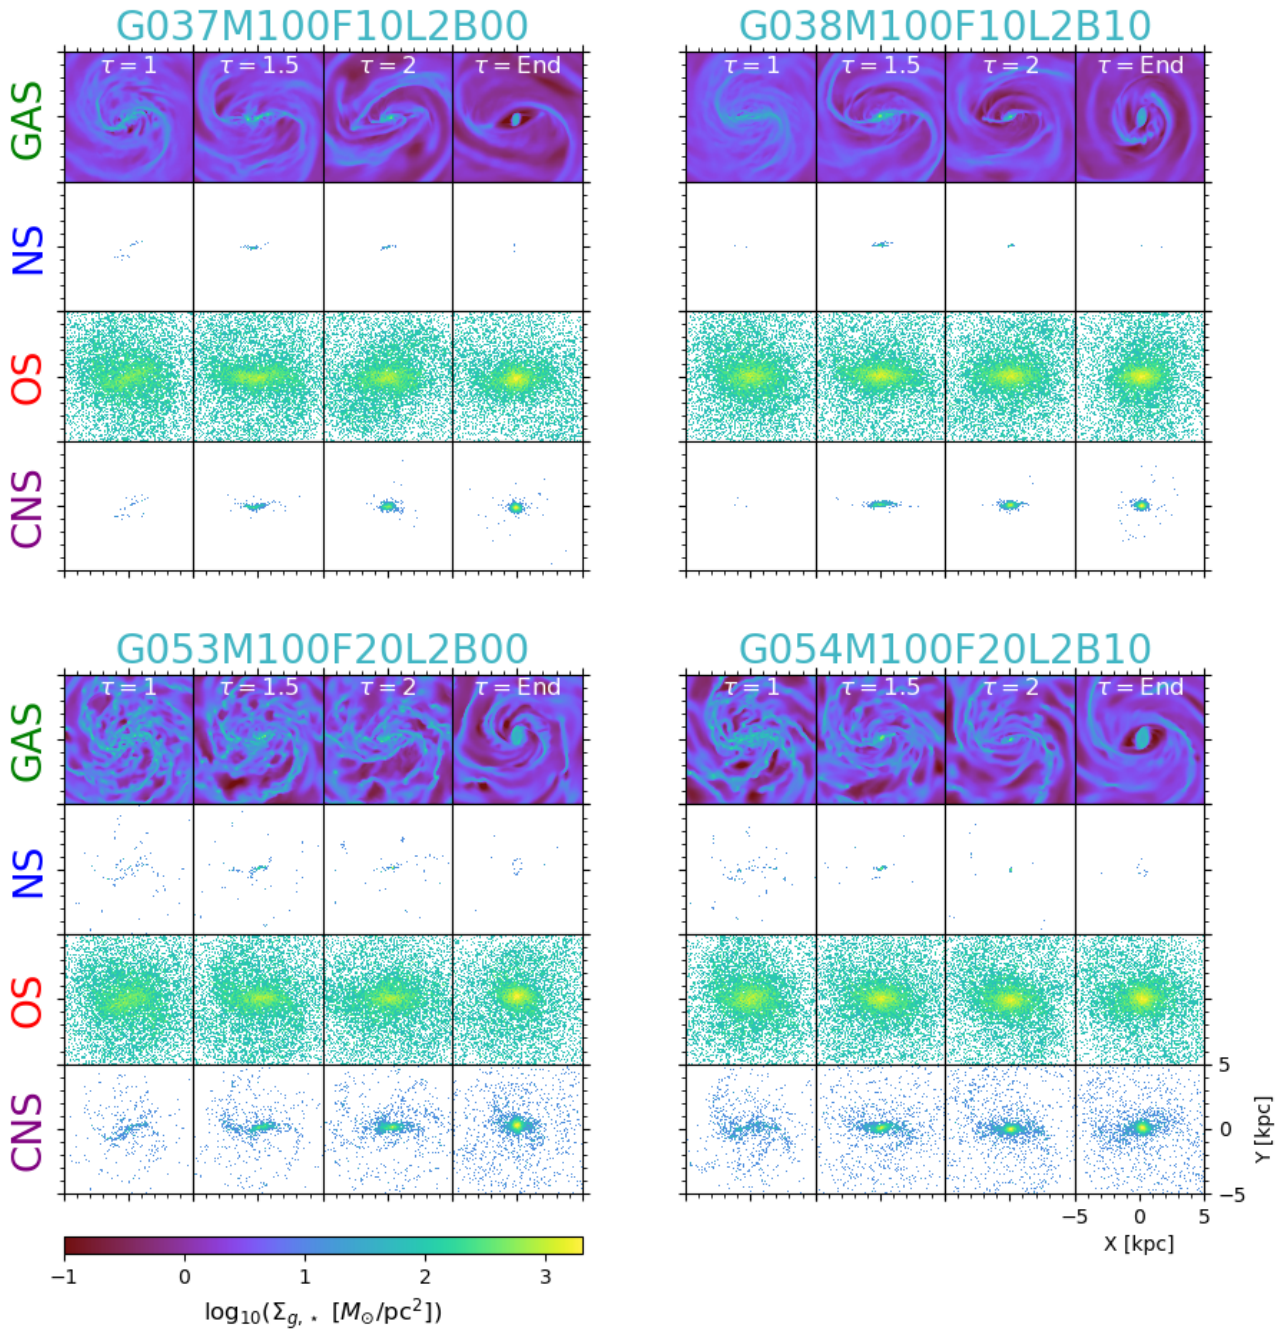 G037M100F10L2B00
G038M100F10L2B10
GAS
τ = 1
τ = 1.5
τ = 2
τ = End
τ = 1
τ = 1.5
τ = 2
τ = End
NS
OS
CNS
G053M100F20L2B00
G054M100F20L2B10
GAS
τ = 1
τ = 1.5
τ = 2
τ = End
τ = 1
τ = 1.5
τ = 2
τ = End
NS
OS
CNS
5
0
−5
Y [kpc]
−5 0 5
X [kpc]
−1 0 1 2 3
log₁₀(Σ_g,⋆ [M_⊙/pc²])